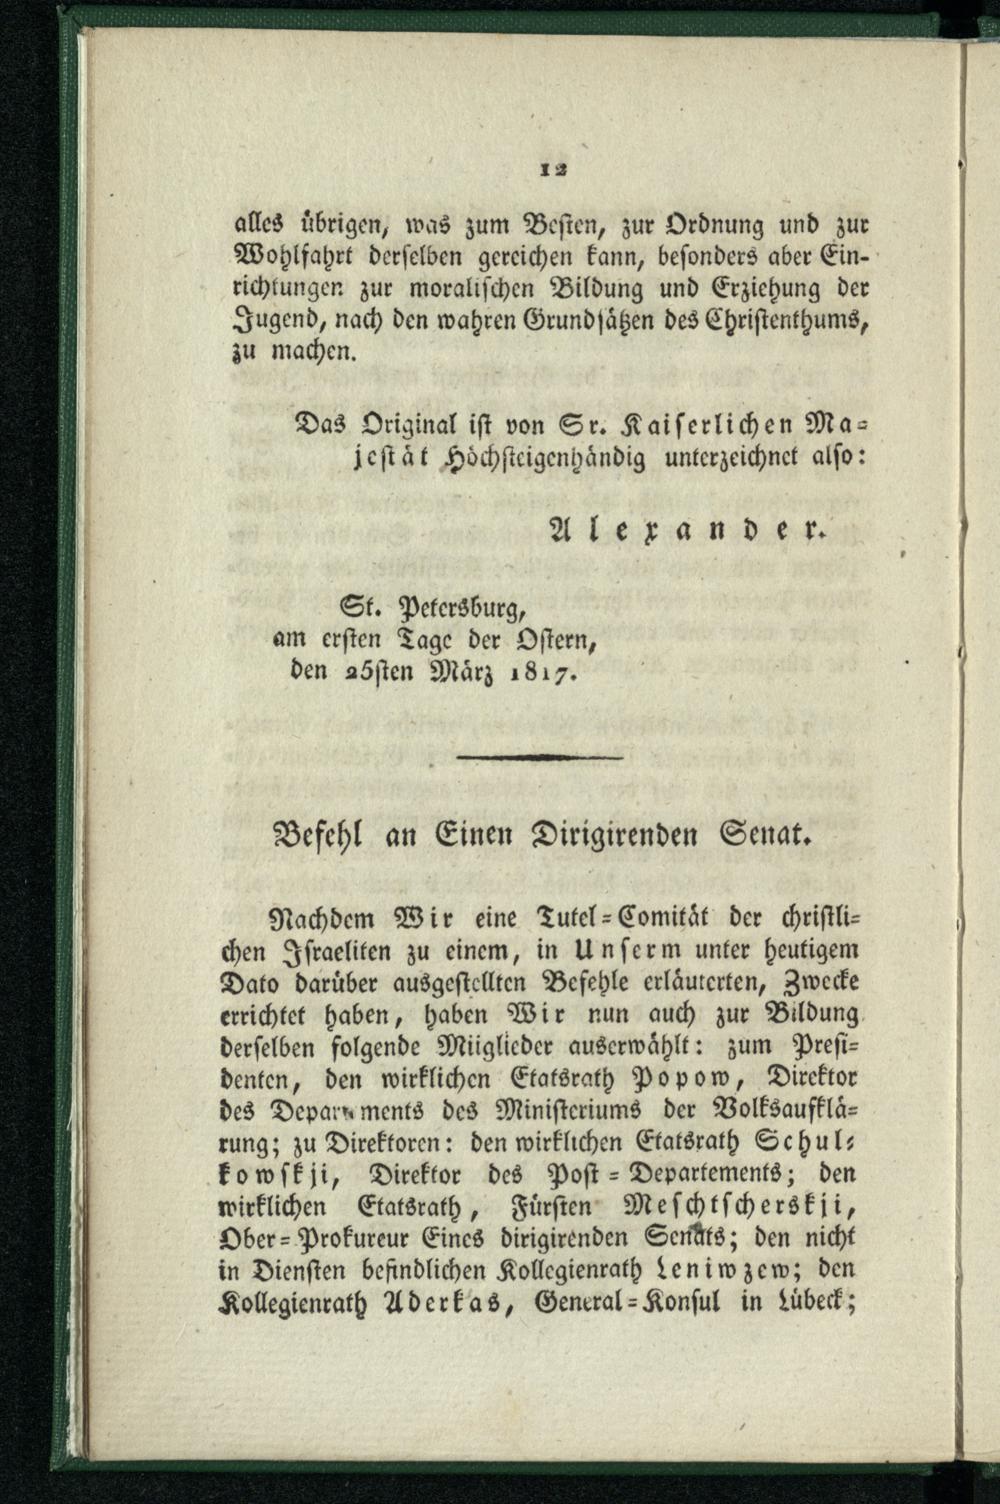 12
alles übrigen, was zum Besten, zur Ordnung und zur
Wohlfahrt derselben gereichen kann, besonders aber Ein-
richtungen zur moralischen Bildung und Erziehung der
Jugend, nach den wahren Grundsätzen des Christenthums,
zu machen.
Das Original ist von Sr. Kaiserlichen Ma-
jestät Höchsteigenhändig unterzeichnet also:
Alexander.
St. Petersburg,
am ersten Tage der Ostern,
den 25sten März 1817.
Befehl an Einen Dirigirenden Senat.
Nachdem Wir eine Tutel-Comität der christli-
chen Israeliten zu einem, in Unserm unter heutigem
Dato darüber ausgestellten Befehle erläuterten, Zwecke
errichtet haben, haben Wir nun auch zur Bildung
derselben folgende Mitglieder auserwählt: zum Presi-
denten, den wirklichen Etatsrath Popow, Direktor
des Departements des Ministeriums der Volksaufklä-
rung; zu Direktoren: den wirklichen Etatsrath Schul-
kowskji, Direktor des Post-Departements; den
wirklichen Etatsrath, Fürsten Meschtscherskji,
Ober-Prokureur Eines dirigirenden Senats; den nicht
in Diensten befindlichen Kollegienrath Leniwzew; den
Kollegienrath Aderkas, General-Konsul in Lübeck;